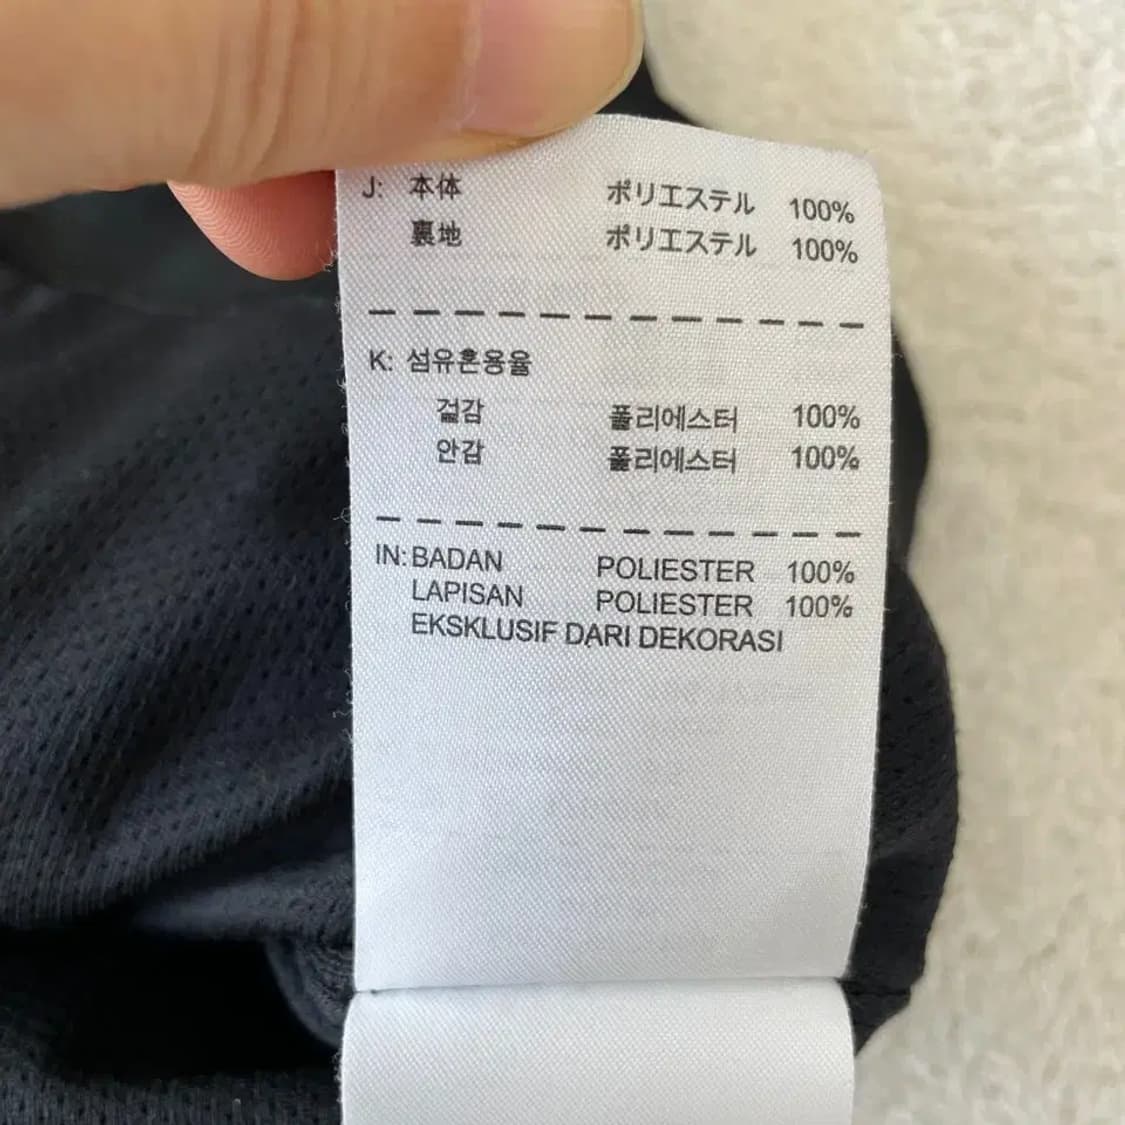 J: 本体 ポリエステル 100%
裏地 ポリエステル 100%
K: 섬유혼용율
겉감 폴리에스터 100%
안감 폴리에스터 100%
IN: BADAN POLIESTER 100%
LAPISAN POLIESTER 100%
EKSKLUSIF DARI DEKORASI